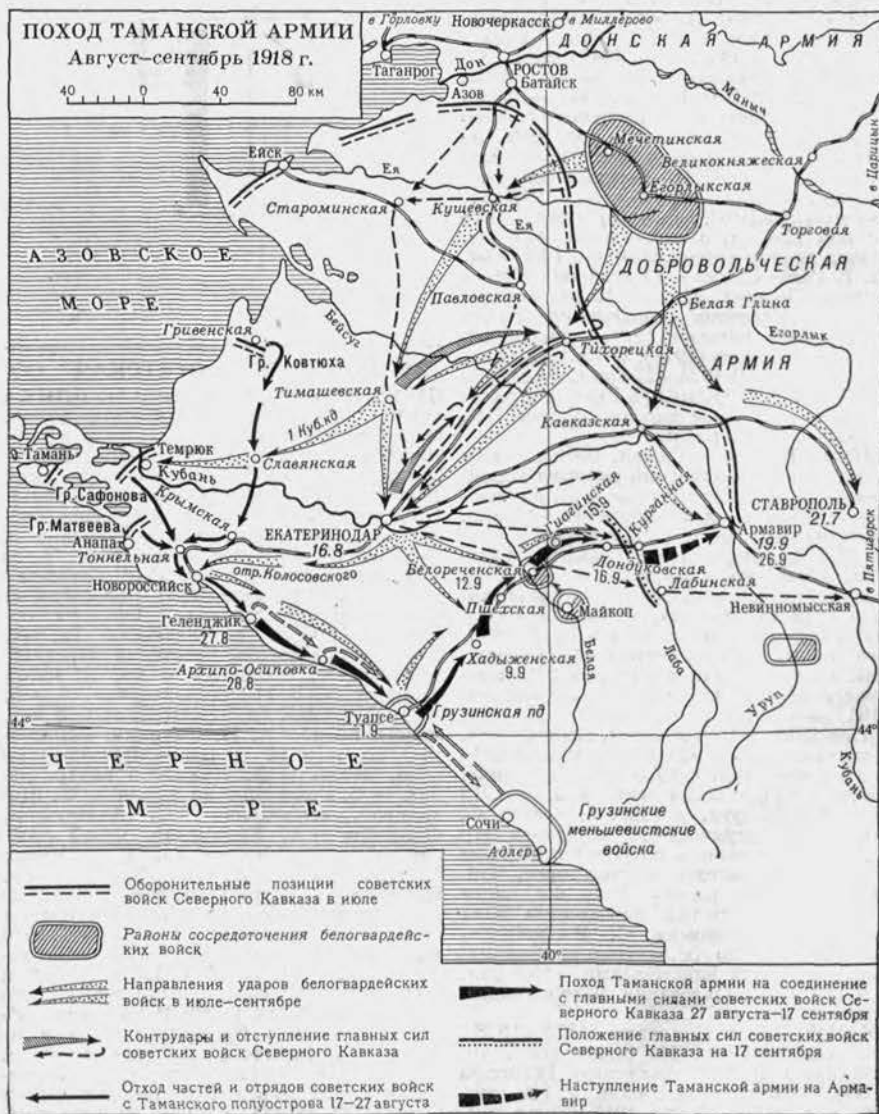 ПОХОД ТАМАНСКОЙ АРМИИ
Август–сентябрь 1918 г.
40 0 40 80 КМ
в Горловку
Новочеркасск
в Миллерово
ДОНСКАЯ АРМИЯ
Таганрог
Дон
РОСТОВ
Азов
Батайск
Маныч
в Царицын
Мечетинская
Великокняжеская
Ейск
Ея
Егорлыкская
Староминская
Кущевская
Торговая
Ея
АЗОВСКОЕ
МОРЕ
ДОБРОВОЛЬЧЕСКАЯ
АРМИЯ
Павловская
Белая Глина
Бейсуг
Егорлык
Гривенская
Гр. Ковтюха
Тихорецкая
Тимашевская
1 Куб.кд
Кавказская
Тамань
Темрюк
Кубань
Славянская
Гр. Сафонова
Крымская
Гр. Матвеева
Анапа
Тоннельная
ЕКАТЕРИНОДАР
16.8
Гиагинская
15.9
Курганная
СТАВРОПОЛЬ
21.7
Армавир
19.9
26.9
отр. Колосовского
Новороссийск
Белореченская
12.9
Дондуковская
16.9
Лабинская
в Пятигорск
Невинномысская
Геленджик
27.8
Пшехская
Майкоп
Архипо-Осиповка
28.8
Хадыженская
9.9
Белая
Лаба
Уруп
Кубань
44°
Туапсе
1.9
Грузинская пд
44°
ЧЕРНОЕ
МОРЕ
Сочи
Адлер
Грузинские
меньшевистские
войска
40°
Оборонительные позиции советских
войск Северного Кавказа в июле
Районы сосредоточения белогвардейс-
ких войск
Направления ударов белогвардейских
войск в июле–сентябре
Контрудары и отступление главных сил
советских войск Северного Кавказа
Отход частей и отрядов советских войск
с Таманского полуострова 17–27 августа
Поход Таманской армии на соединение
с главными силами советских войск Се-
верного Кавказа 27 августа–17 сентября
Положение главных сил советских войск
Северного Кавказа на 17 сентября
Наступление Таманской армии на Арма-
вир